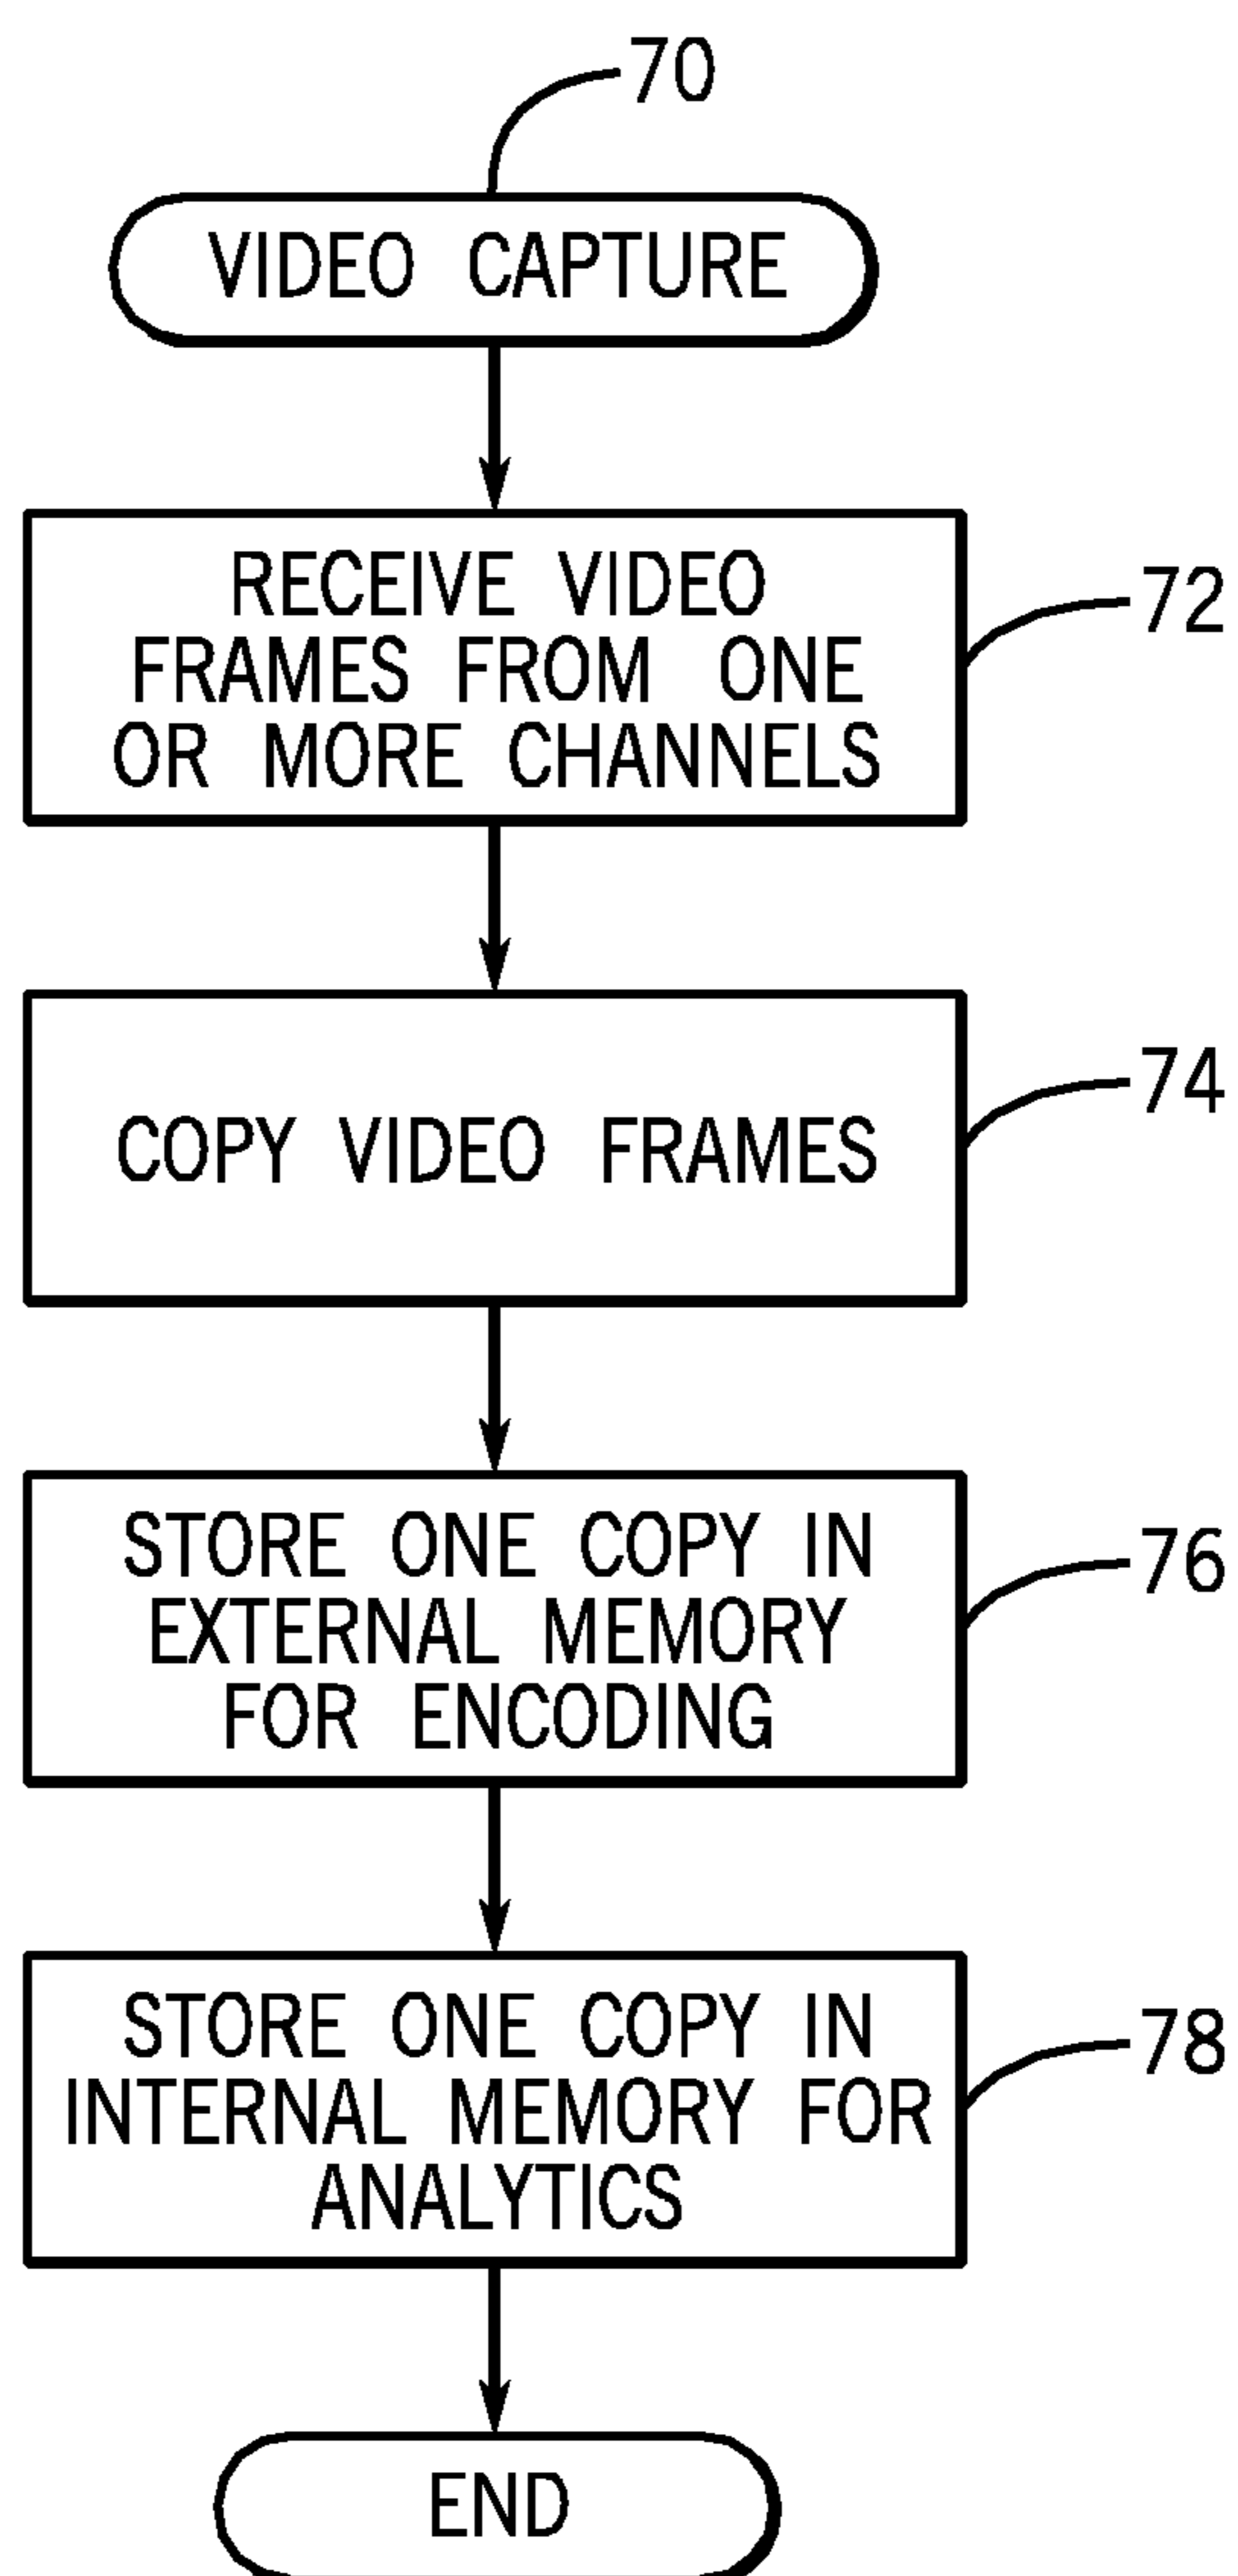 70
VIDEO CAPTURE
RECEIVE VIDEO
FRAMES FROM ONE
OR MORE CHANNELS
72
COPY VIDEO FRAMES
74
STORE ONE COPY IN
EXTERNAL MEMORY
FOR ENCODING
76
STORE ONE COPY IN
INTERNAL MEMORY FOR
ANALYTICS
78
END